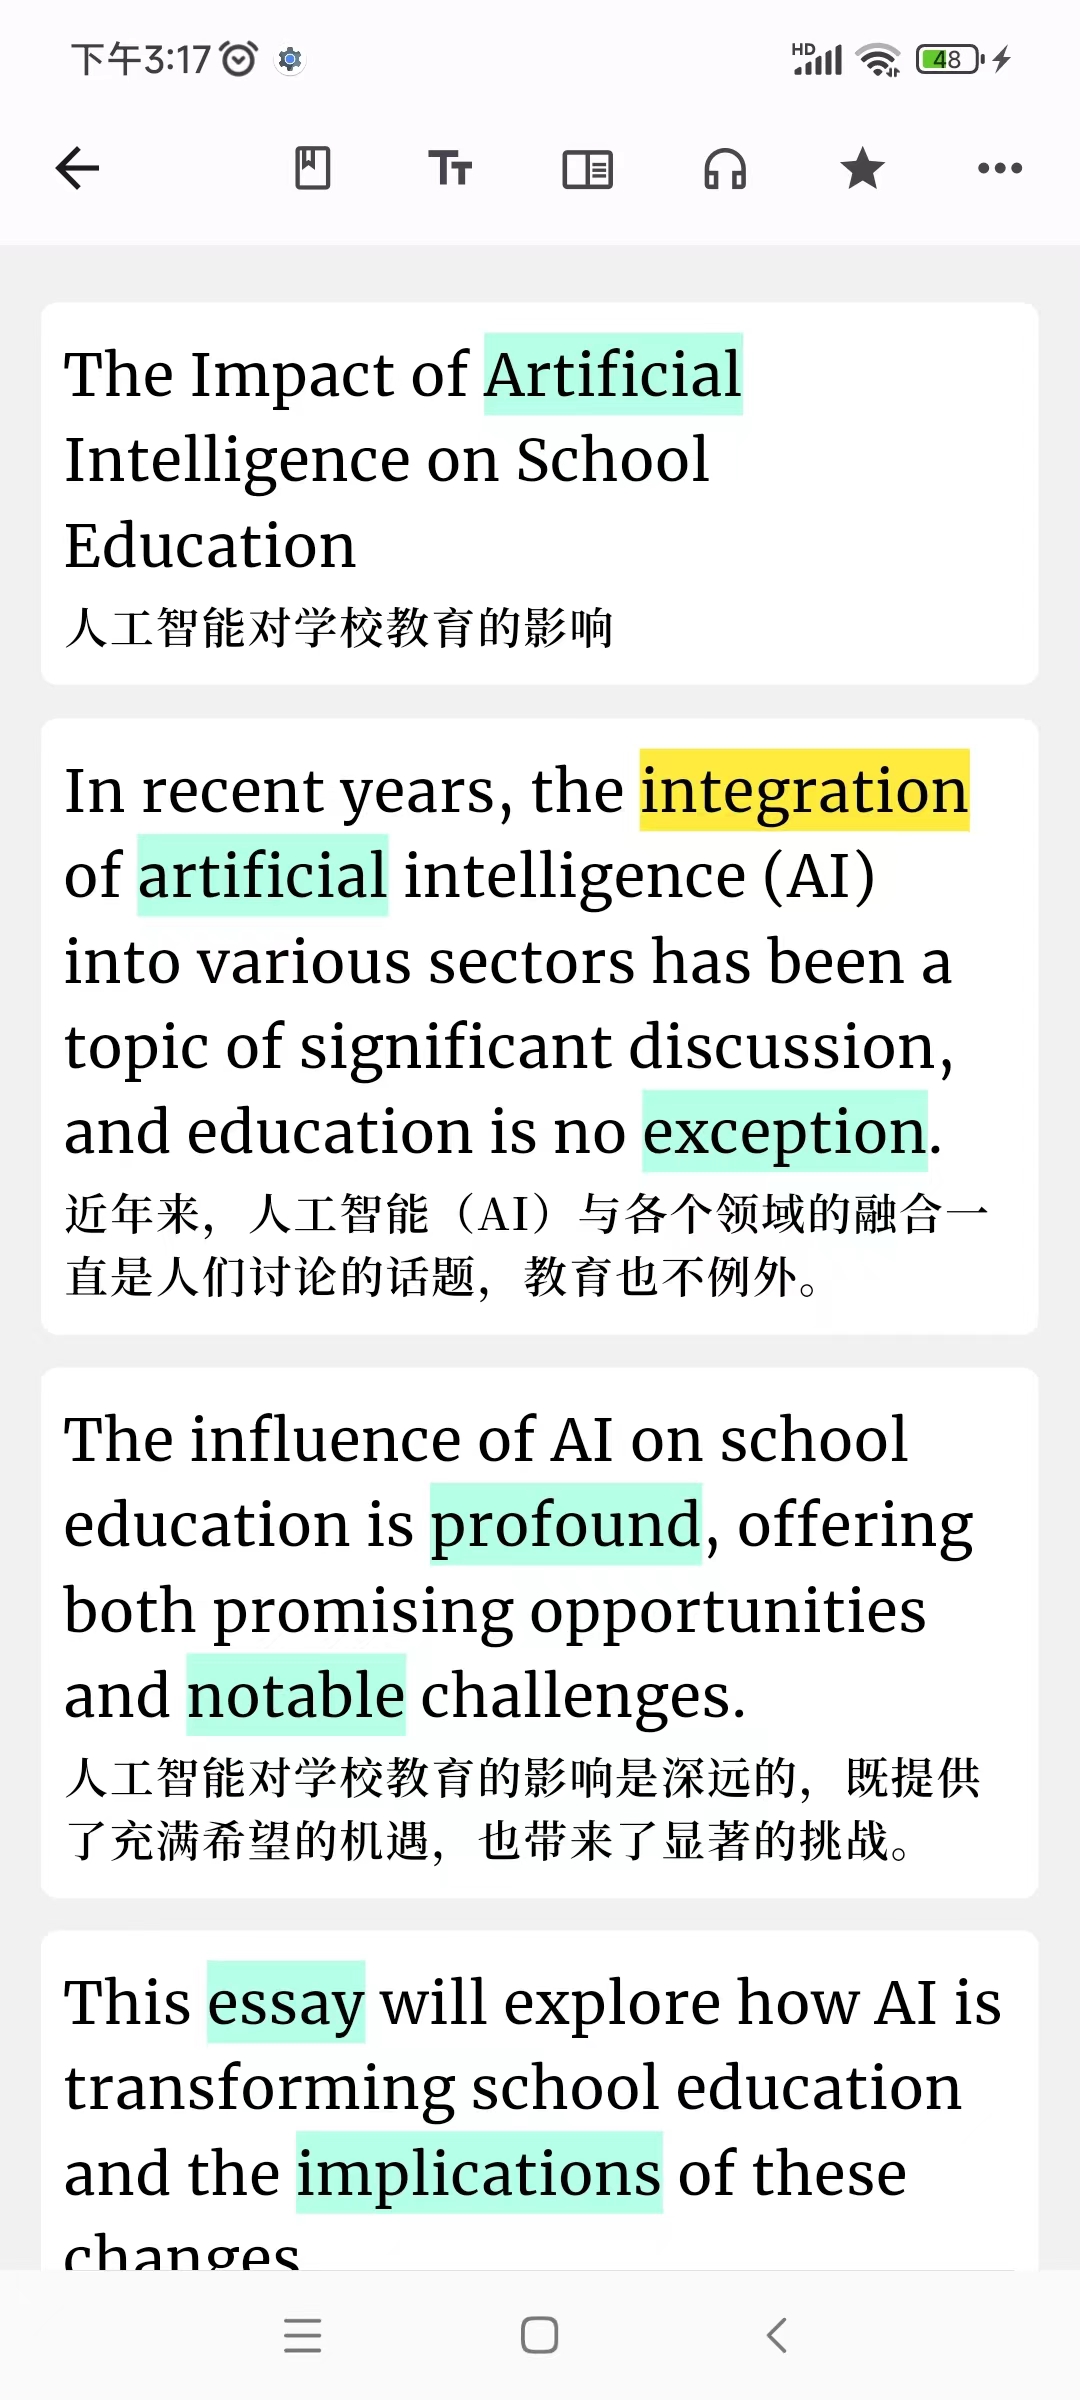 下午3:17
HD
48
The Impact of Artificial
Intelligence on School
Education
人工智能对学校教育的影响
In recent years, the integration
of artificial intelligence (AI)
into various sectors has been a
topic of significant discussion,
and education is no exception.
近年来，人工智能（AI）与各个领域的融合一
直是人们讨论的话题，教育也不例外。
The influence of AI on school
education is profound, offering
both promising opportunities
and notable challenges.
人工智能对学校教育的影响是深远的，既提供
了充满希望的机遇，也带来了显著的挑战。
This essay will explore how AI is
transforming school education
and the implications of these
changes